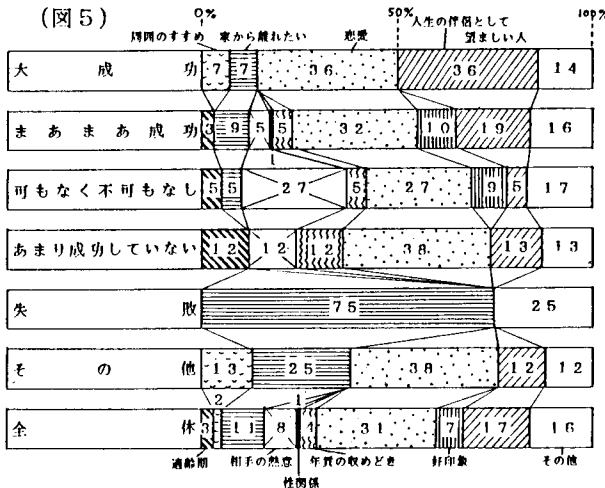 (図5)
0% 50% 100%
周囲のすすめ 家から離れたい 恋愛 人生の伴侶として望ましい人
大成功 7 7 36 36 14
まあまあ成功 3 9 5 5 32 10 19 16
1
可もなく不可もなし 5 5 27 5 27 9 5 17
あまり成功していない 12 12 12 38 13 13
失敗 75 25
その他 13 25 38 12 12
2 1
全体 3 11 8 4 31 7 17 16
適齢期 相手の熱意 年貢の収めどき 好印象 その他
性関係